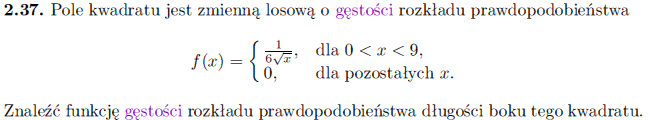 2.37. Pole kwadratu jest zmienną losową o gęstości rozkładu prawdopodobieństwa
f(x) = { 1/(6√x), dla 0 < x < 9,
0, dla pozostałych x.
Znaleźć funkcję gęstości rozkładu prawdopodobieństwa długości boku tego kwadratu.